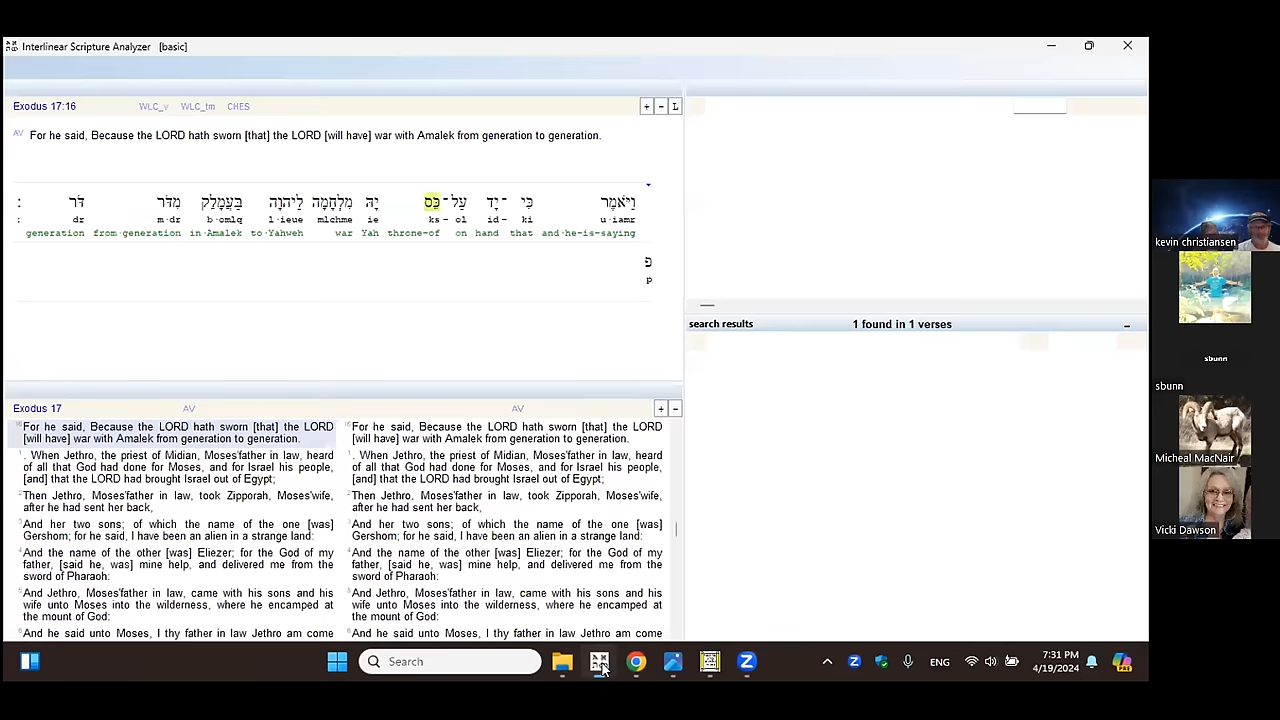 Interlinear Scripture Analyzer [basic]
Exodus 17:16 WLC_v WLC_tm CHES + - L
AV For he said, Because the LORD hath sworn [that] the LORD [will have] war with Amalek from generation to generation.
וַיֹּאמֶר כִּי ־יָד עַל־ כֵּס יָהּ מִלְחָמָה לַיהוָה בַּעֲמָלֵק מִדֹּר דֹּר :
: dr m·dr b·omlq l·ieue mlchme ie ks– ol id– ki u·iamr
generation from·generation in·Amalek to·Yahweh war Yah throne-of on hand that and·he-is-saying
פ
p
search results 1 found in 1 verses
Exodus 17 AV AV + -
16 For he said, Because the LORD hath sworn [that] the LORD
[will have] war with Amalek from generation to generation.
1 . When Jethro, the priest of Midian, Moses'father in law, heard
of all that God had done for Moses, and for Israel his people,
[and] that the LORD had brought Israel out of Egypt;
2 Then Jethro, Moses'father in law, took Zipporah, Moses'wife,
after he had sent her back,
3 And her two sons; of which the name of the one [was]
Gershom; for he said, I have been an alien in a strange land:
4 And the name of the other [was] Eliezer; for the God of my
father, [said he, was] mine help, and delivered me from the
sword of Pharaoh:
5 And Jethro, Moses'father in law, came with his sons and his
wife unto Moses into the wilderness, where he encamped at
the mount of God:
6 And he said unto Moses, I thy father in law Jethro am come
16 For he said, Because the LORD hath sworn [that] the LORD
[will have] war with Amalek from generation to generation.
1 . When Jethro, the priest of Midian, Moses'father in law, heard
of all that God had done for Moses, and for Israel his people,
[and] that the LORD had brought Israel out of Egypt;
2 Then Jethro, Moses'father in law, took Zipporah, Moses'wife,
after he had sent her back,
3 And her two sons; of which the name of the one [was]
Gershom; for he said, I have been an alien in a strange land:
4 And the name of the other [was] Eliezer; for the God of my
father, [said he, was] mine help, and delivered me from the
sword of Pharaoh:
5 And Jethro, Moses'father in law, came with his sons and his
wife unto Moses into the wilderness, where he encamped at
the mount of God:
6 And he said unto Moses, I thy father in law Jethro am come
kevin christiansen
sbunn
sbunn
Micheal MacNair
Vicki Dawson
Search
ENG
7:31 PM
4/19/2024